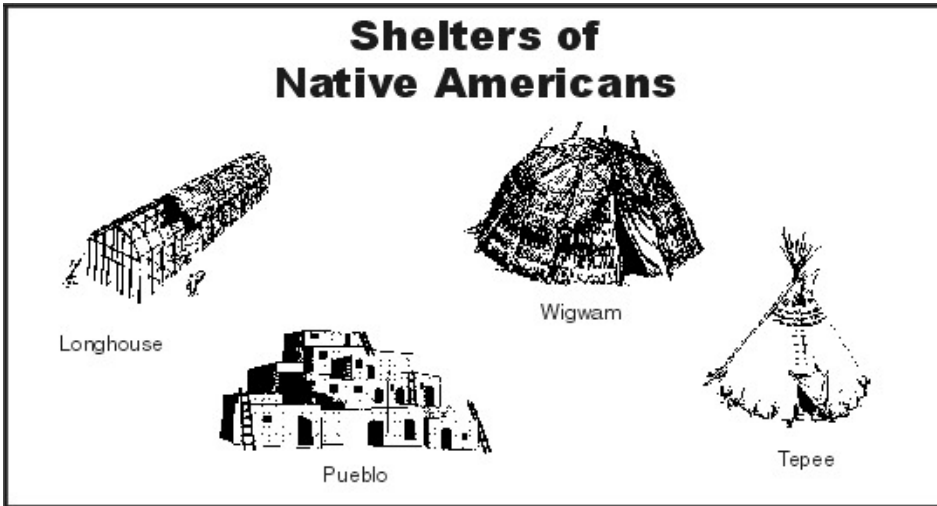 Shelters of
Native Americans
Longhouse
Wigwam
Pueblo
Tepee